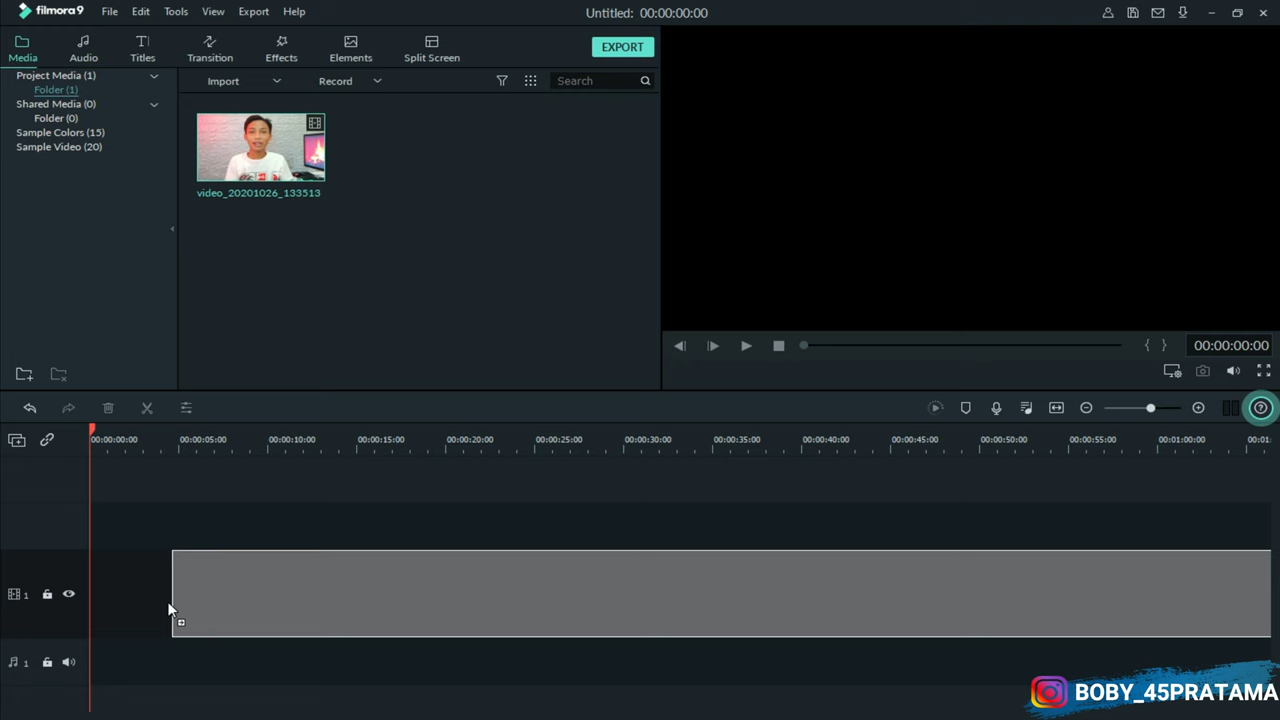 filmora9
File Edit Tools View Export Help
Untitled: 00:00:00:00
Media Audio Titles Transition Effects Elements Split Screen
EXPORT
Project Media (1)
Folder (1)
Shared Media (0)
Folder (0)
Sample Colors (15)
Sample Video (20)
Import Record Search
video_20201026_133513
00:00:00:00
00:00:00:00 00:00:05:00 00:00:10:00 00:00:15:00 00:00:20:00 00:00:25:00 00:00:30:00 00:00:35:00 00:00:40:00 00:00:45:00 00:00:50:00 00:00:55:00 00:01:00:00 00:01:
1
1
BOBY_45PRATAMA